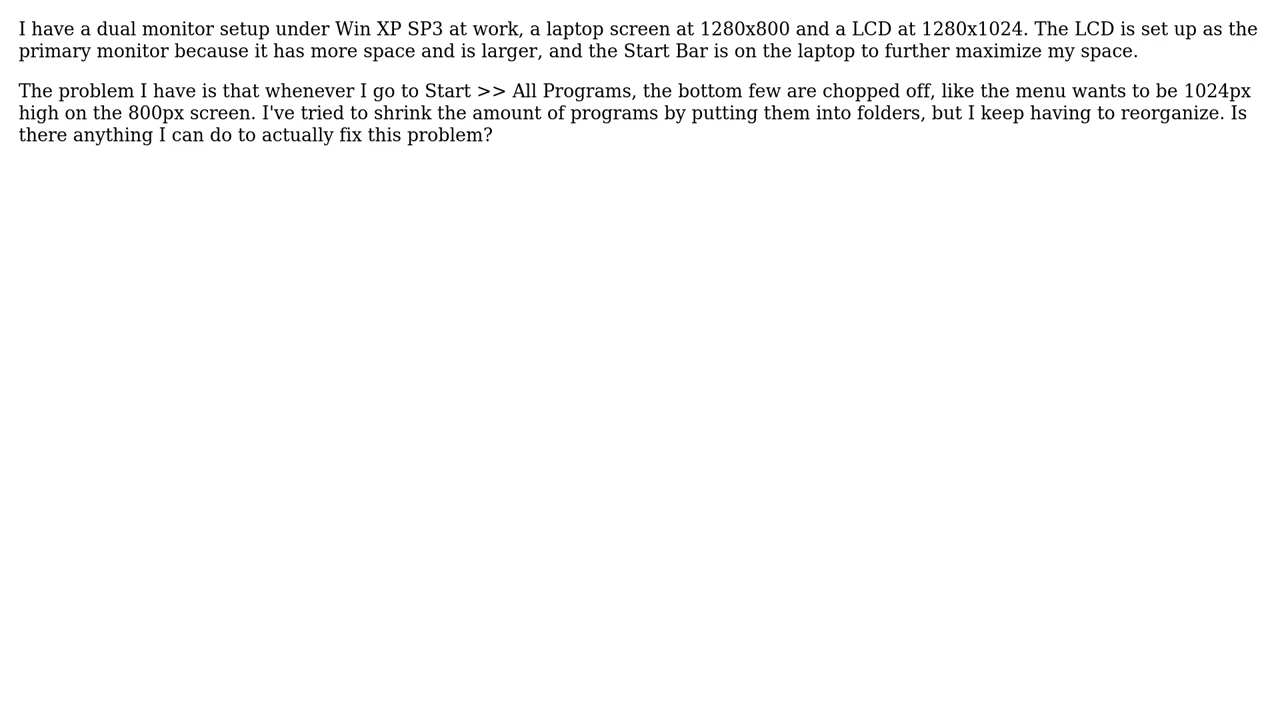 I have a dual monitor setup under Win XP SP3 at work, a laptop screen at 1280x800 and a LCD at 1280x1024. The LCD is set up as the
primary monitor because it has more space and is larger, and the Start Bar is on the laptop to further maximize my space.
The problem I have is that whenever I go to Start >> All Programs, the bottom few are chopped off, like the menu wants to be 1024px
high on the 800px screen. I've tried to shrink the amount of programs by putting them into folders, but I keep having to reorganize. Is
there anything I can do to actually fix this problem?